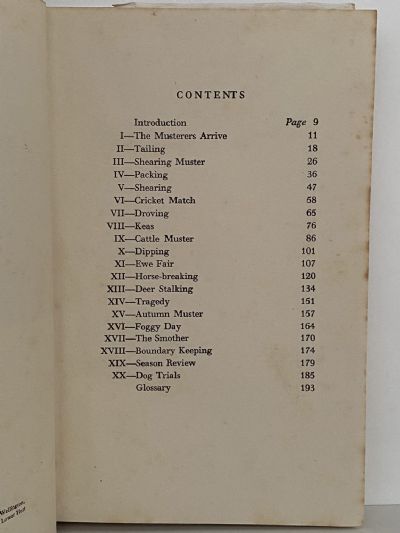 CONTENTS
Introduction Page 9
I—The Musterers Arrive 11
II—Tailing 18
III—Shearing Muster 26
IV—Packing 36
V—Shearing 47
VI—Cricket Match 58
VII—Droving 65
VIII—Keas 76
IX—Cattle Muster 86
X—Dipping 101
XI—Ewe Fair 107
XII—Horse-breaking 120
XIII—Deer Stalking 134
XIV—Tragedy 151
XV—Autumn Muster 157
XVI—Foggy Day 164
XVII—The Smother 170
XVIII—Boundary Keeping 174
XIX—Season Review 179
XX—Dog Trials 185
Glossary 193
Wellington,
Lower Hutt